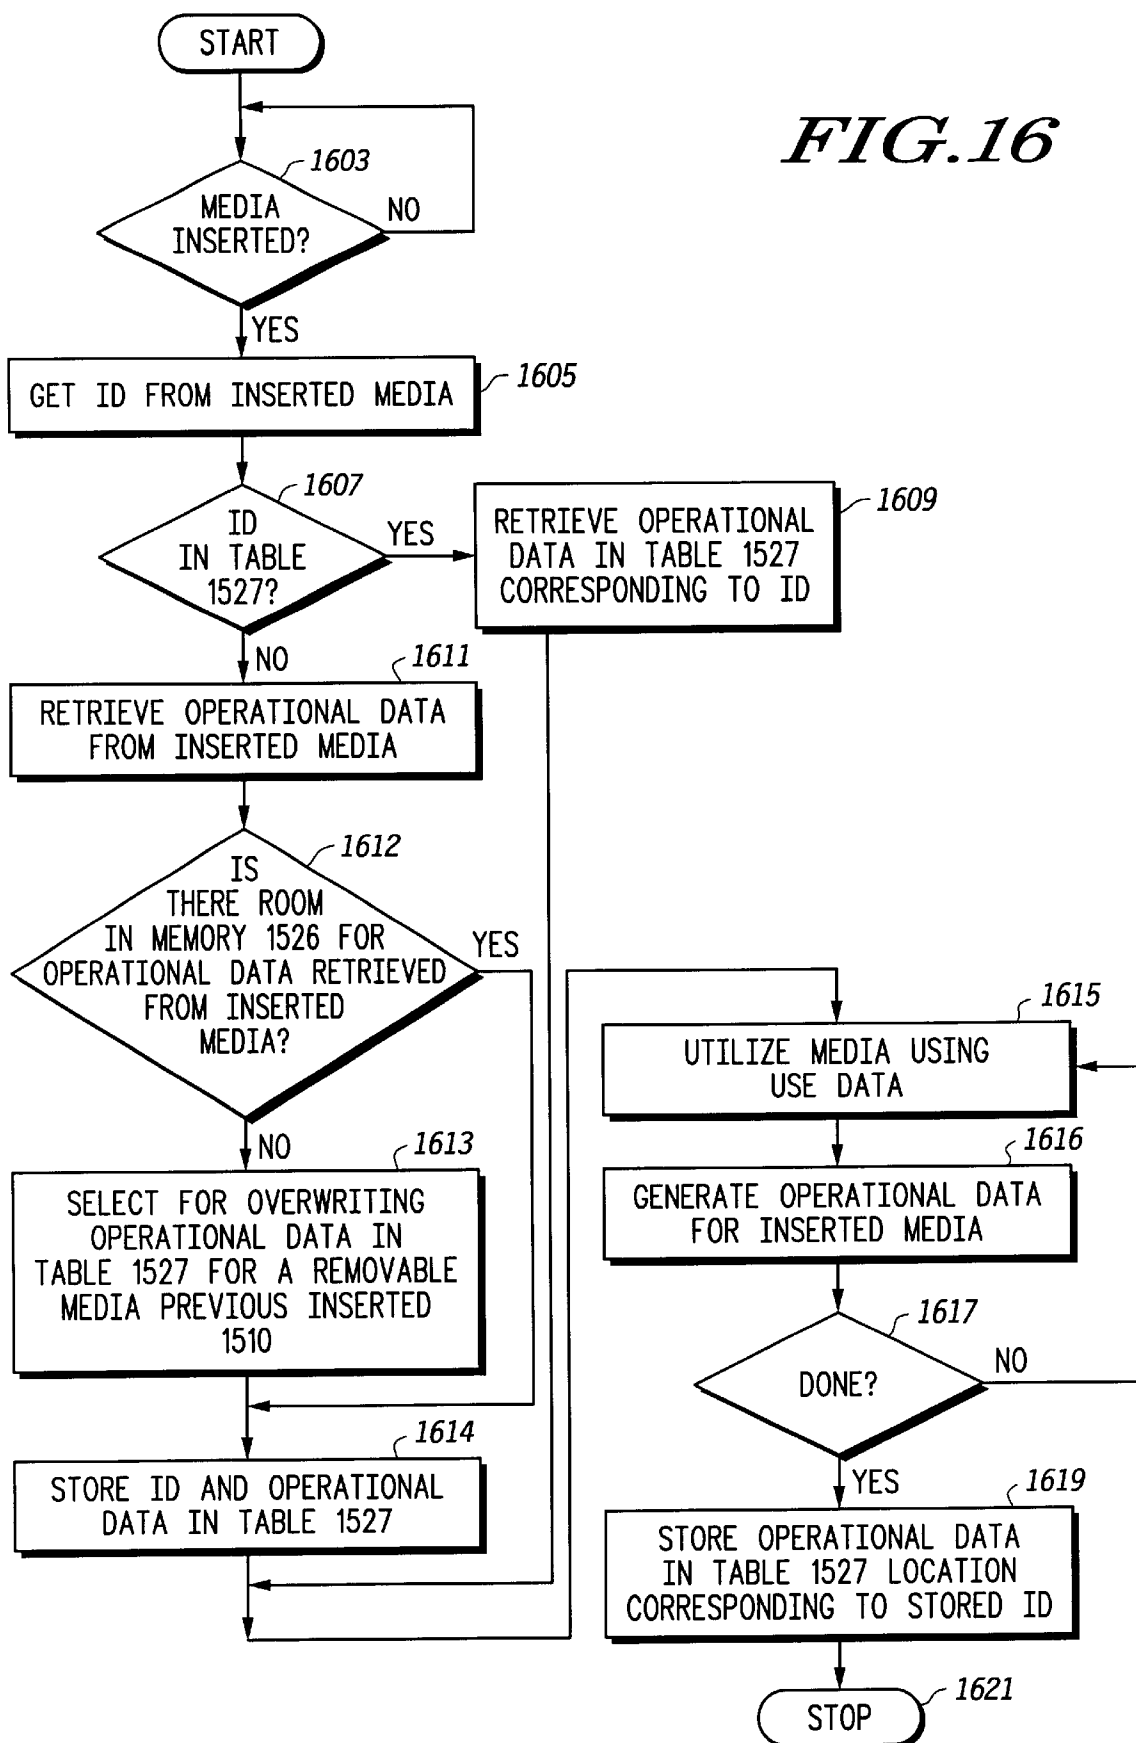 START
FIG.16
1603
MEDIA
INSERTED?
NO
YES
GET ID FROM INSERTED MEDIA
1605
1607
ID
IN TABLE
1527?
YES
RETRIEVE OPERATIONAL
DATA IN TABLE 1527
CORRESPONDING TO ID
1609
NO
1611
RETRIEVE OPERATIONAL DATA
FROM INSERTED MEDIA
1612
IS
THERE ROOM
IN MEMORY 1526 FOR
OPERATIONAL DATA RETRIEVED
FROM INSERTED
MEDIA?
YES
NO
1613
SELECT FOR OVERWRITING
OPERATIONAL DATA IN
TABLE 1527 FOR A REMOVABLE
MEDIA PREVIOUS INSERTED
1510
1614
STORE ID AND OPERATIONAL
DATA IN TABLE 1527
1615
UTILIZE MEDIA USING
USE DATA
1616
GENERATE OPERATIONAL DATA
FOR INSERTED MEDIA
1617
DONE?
NO
YES
1619
STORE OPERATIONAL DATA
IN TABLE 1527 LOCATION
CORRESPONDING TO STORED ID
STOP
1621